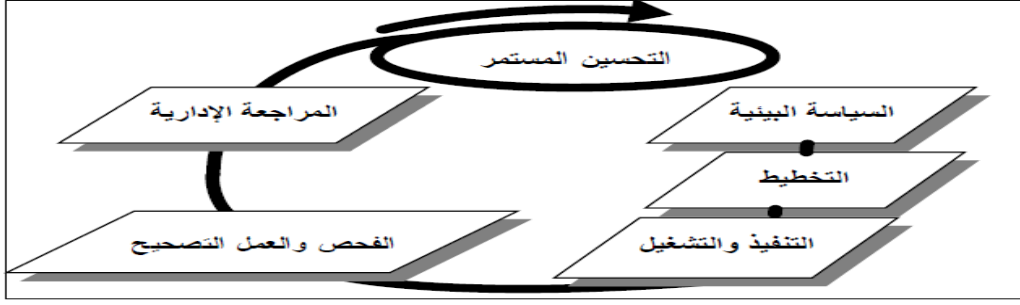 التحسين المستمر
السياسة البيئية
المراجعة الإدارية
التخطيط
التنفيذ والتشغيل
الفحص والعمل التصحيح